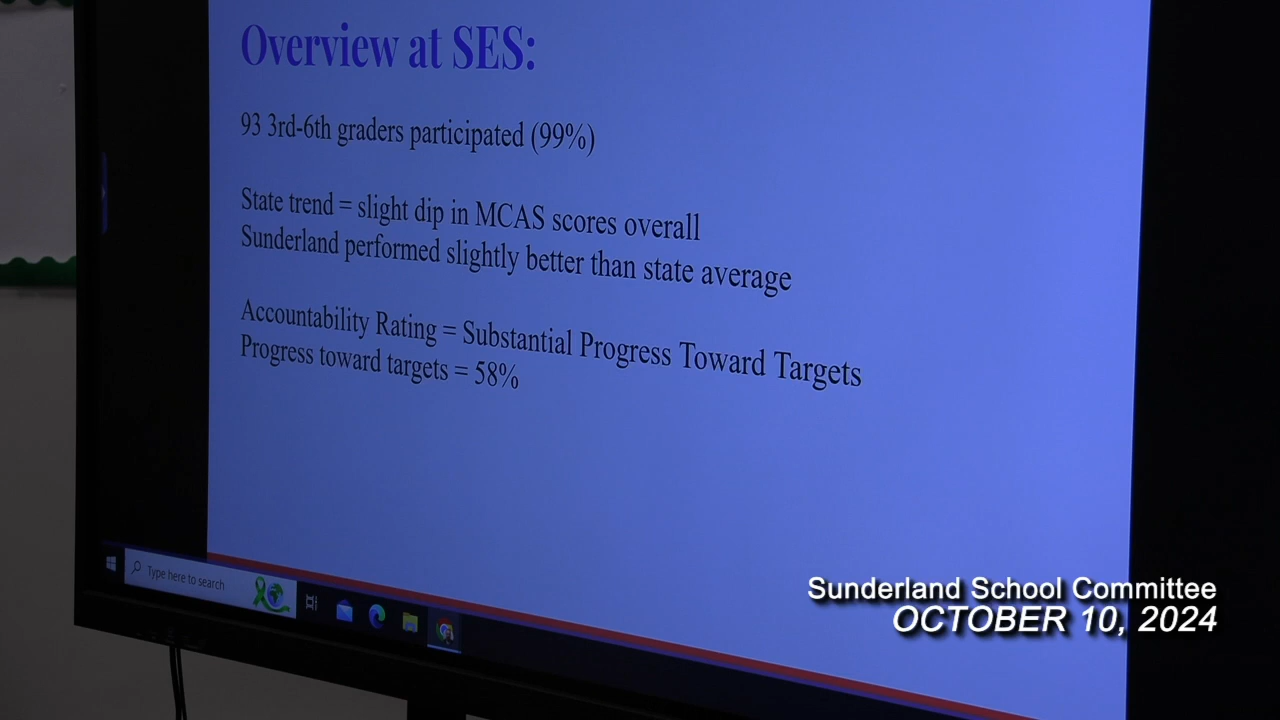 Overview at SES:
93 3rd-6th graders participated (99%)
State trend = slight dip in MCAS scores overall
Sunderland performed slightly better than state average
Accountability Rating = Substantial Progress Toward Targets
Progress toward targets = 58%
Type here to search
Sunderland School Committee
OCTOBER 10, 2024